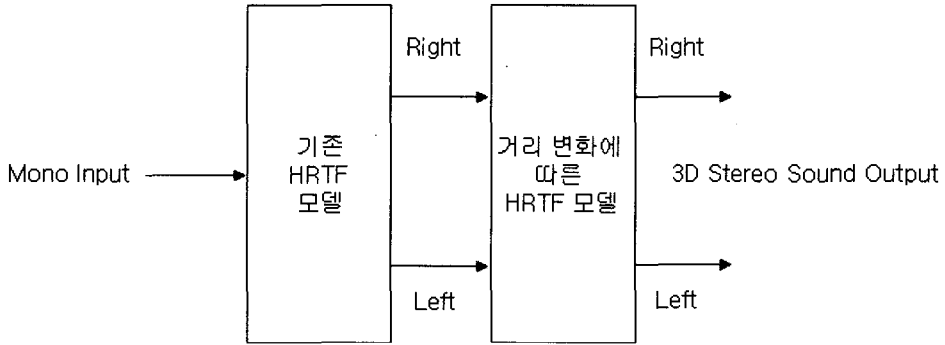 Right
Right
Mono Input
기존
HRTF
모델
거리 변화에
따른
HRTF 모델
3D Stereo Sound Output
Left
Left